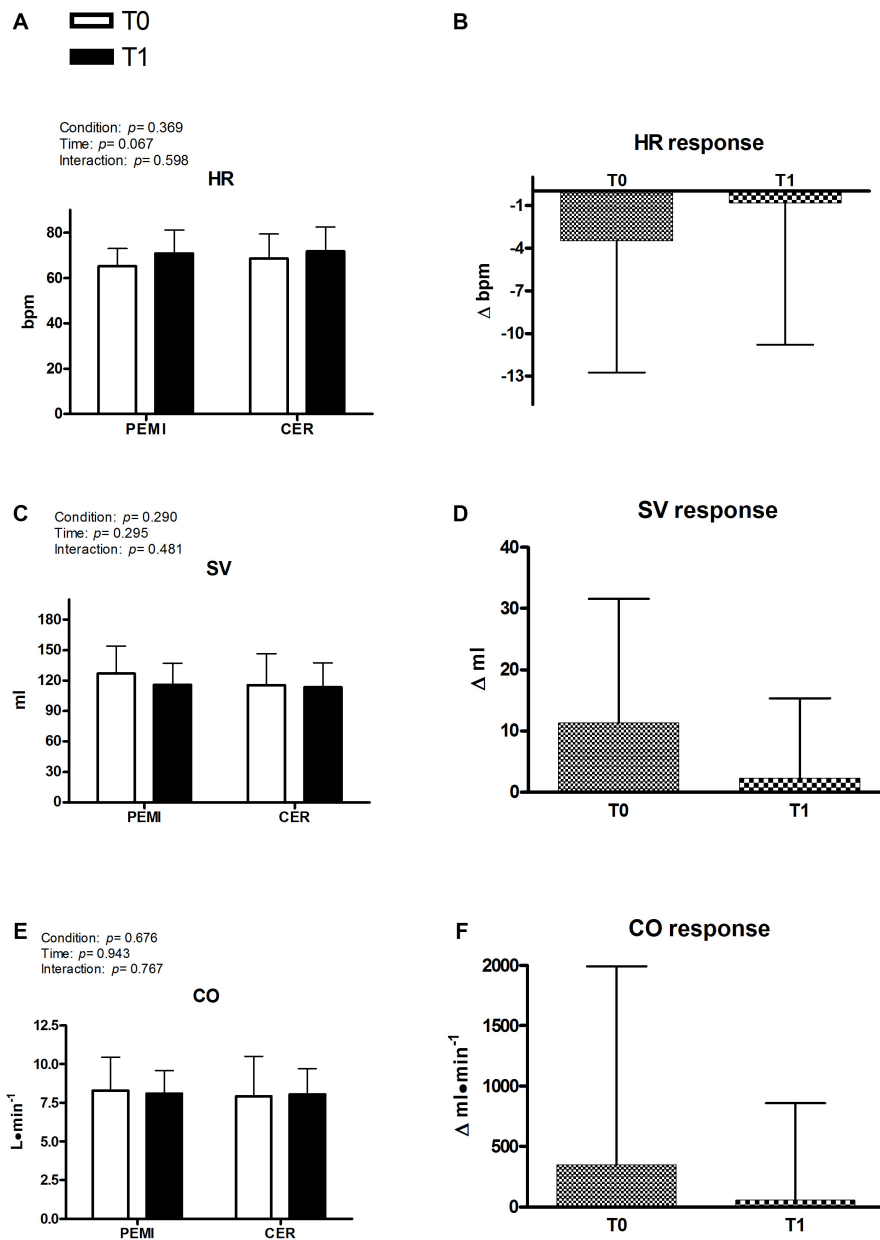 A
T0
T1
Condition: p= 0.369
Time: p= 0.067
Interaction: p= 0.598
HR
80
60
40
20
0
bpm
PEMI CER
B
HR response
T0 T1
-1
-4
-7
-10
-13
Δ bpm
C
Condition: p= 0.290
Time: p= 0.295
Interaction: p= 0.481
SV
180
150
120
90
60
30
0
ml
PEMI CER
D
SV response
40
30
20
10
0
Δ ml
T0 T1
E
Condition: p= 0.676
Time: p= 0.943
Interaction: p= 0.767
CO
12.5
10.0
7.5
5.0
2.5
0.0
L•min⁻¹
PEMI CER
F
CO response
2000
1500
1000
500
0
Δ ml•min⁻¹
T0 T1